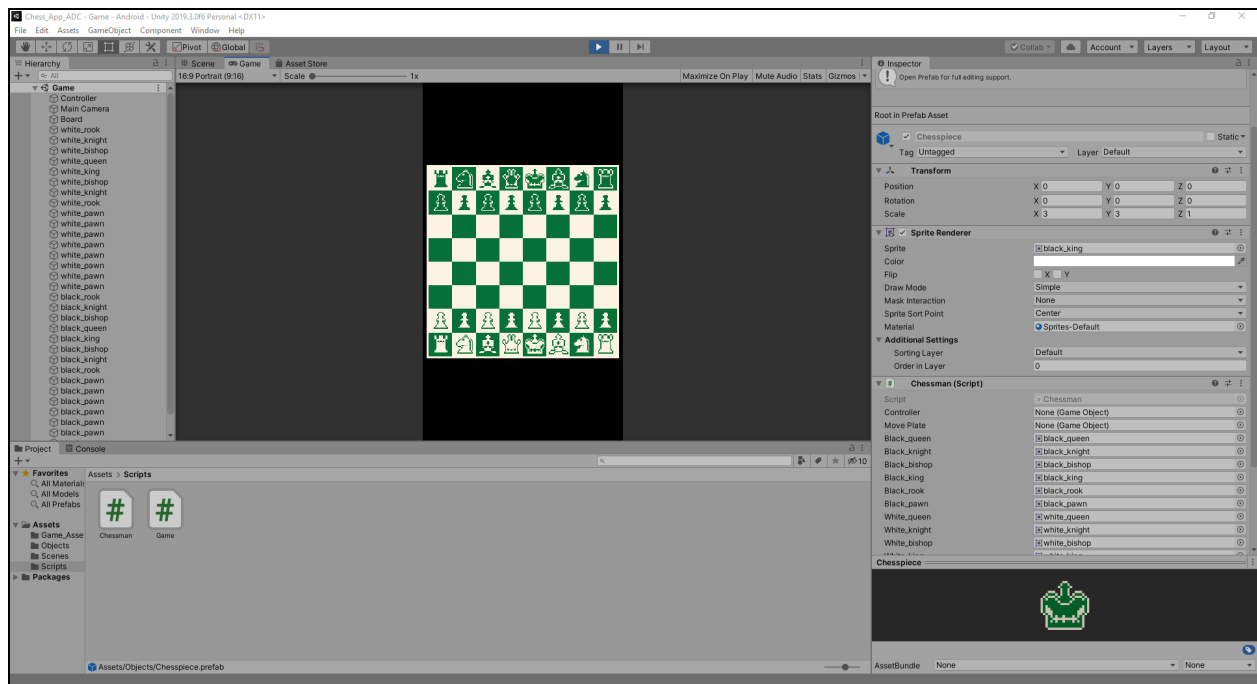 Chess_App_ADC - Game - Android - Unity 2019.3.0f6 Personal <DX11>
File Edit Assets GameObject Component Window Help
Pivot Global Collab Account Layers Layout
Hierarchy
All
Game
Controller
Main Camera
Board
white_rook
white_knight
white_bishop
white_queen
white_king
white_bishop
white_knight
white_rook
white_pawn
white_pawn
white_pawn
white_pawn
white_pawn
white_pawn
white_pawn
white_pawn
black_rook
black_knight
black_bishop
black_queen
black_king
black_bishop
black_knight
black_rook
black_pawn
black_pawn
black_pawn
black_pawn
black_pawn
black_pawn
Scene Game Asset Store
16:9 Portrait (9:16) Scale 1x Maximize On Play Mute Audio Stats Gizmos
Inspector
Open Prefab for full editing support.
Root in Prefab Asset
Chesspiece Static
Tag Untagged Layer Default
Transform
Position X 0 Y 0 Z 0
Rotation X 0 Y 0 Z 0
Scale X 3 Y 3 Z 1
Sprite Renderer
Sprite black_king
Color
Flip X Y
Draw Mode Simple
Mask Interaction None
Sprite Sort Point Center
Material Sprites-Default
Additional Settings
Sorting Layer Default
Order in Layer 0
# Chessman (Script)
Script Chessman
Controller None (Game Object)
Move Plate None (Game Object)
Black_queen black_queen
Black_knight black_knight
Black_bishop black_bishop
Black_king black_king
Black_rook black_rook
Black_pawn black_pawn
White_queen white_queen
White_knight white_knight
White_bishop white_bishop
Chesspiece
AssetBundle None None
Project Console
10
Favorites
All Materials
All Models
All Prefabs
Assets
Game_Asse
Objects
Scenes
Scripts
Packages
Assets > Scripts
# #
Chessman Game
Assets/Objects/Chesspiece.prefab